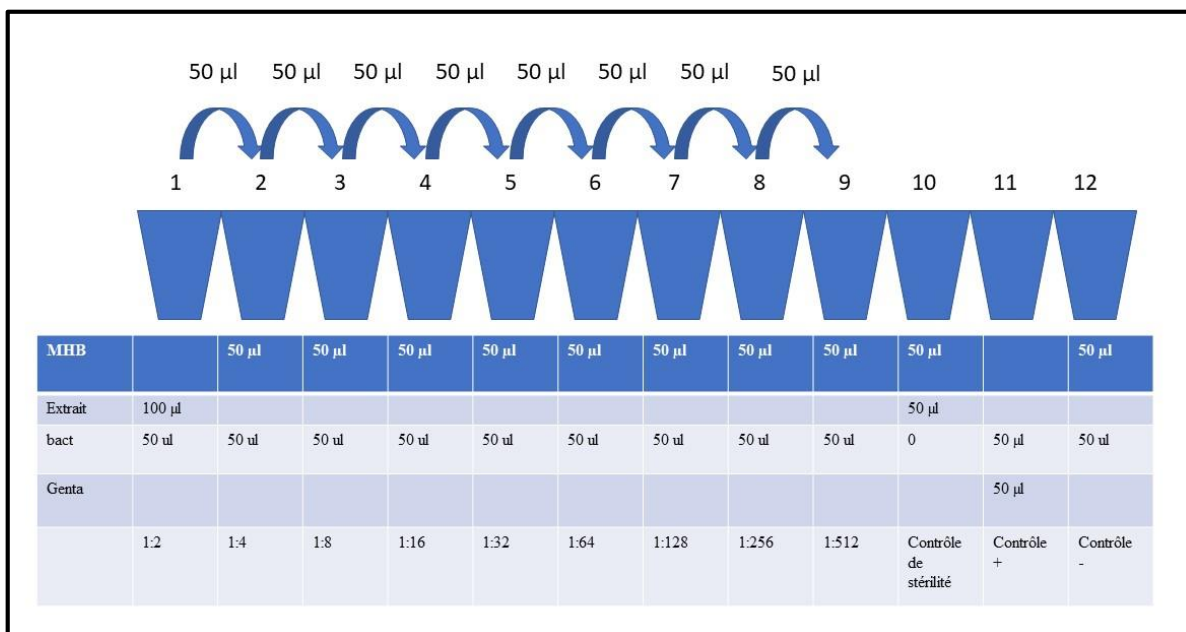 50 µl 50 µl 50 µl 50 µl 50 µl 50 µl 50 µl 50 µl
1 2 3 4 5 6 7 8 9 10 11 12
MHB 50 µl 50 µl 50 µl 50 µl 50 µl 50 µl 50 µl 50 µl 50 µl 50 µl
Extrait 100 µl 50 µl
bact 50 ul 50 ul 50 ul 50 ul 50 ul 50 ul 50 ul 50 ul 50 ul 0 50 µl 50 ul
Genta 50 µl
1:2 1:4 1:8 1:16 1:32 1:64 1:128 1:256 1:512 Contrôle de stérilité Contrôle + Contrôle -